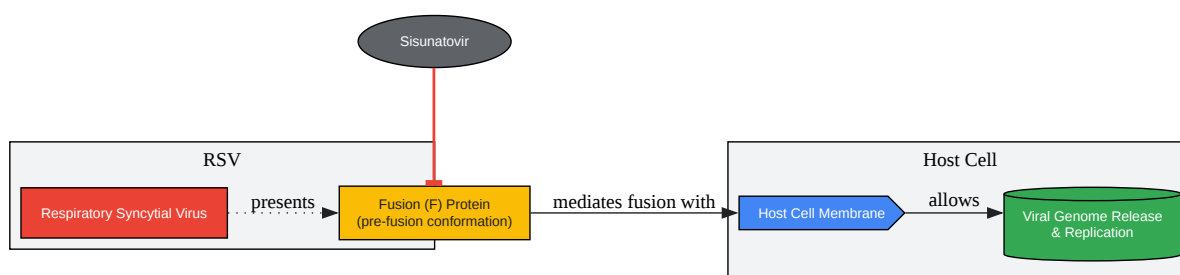 Sisunatovir
RSV
Host Cell
Respiratory Syncytial Virus
presents
Fusion (F) Protein
(pre-fusion conformation)
mediates fusion with
Host Cell Membrane
allows
Viral Genome Release
& Replication